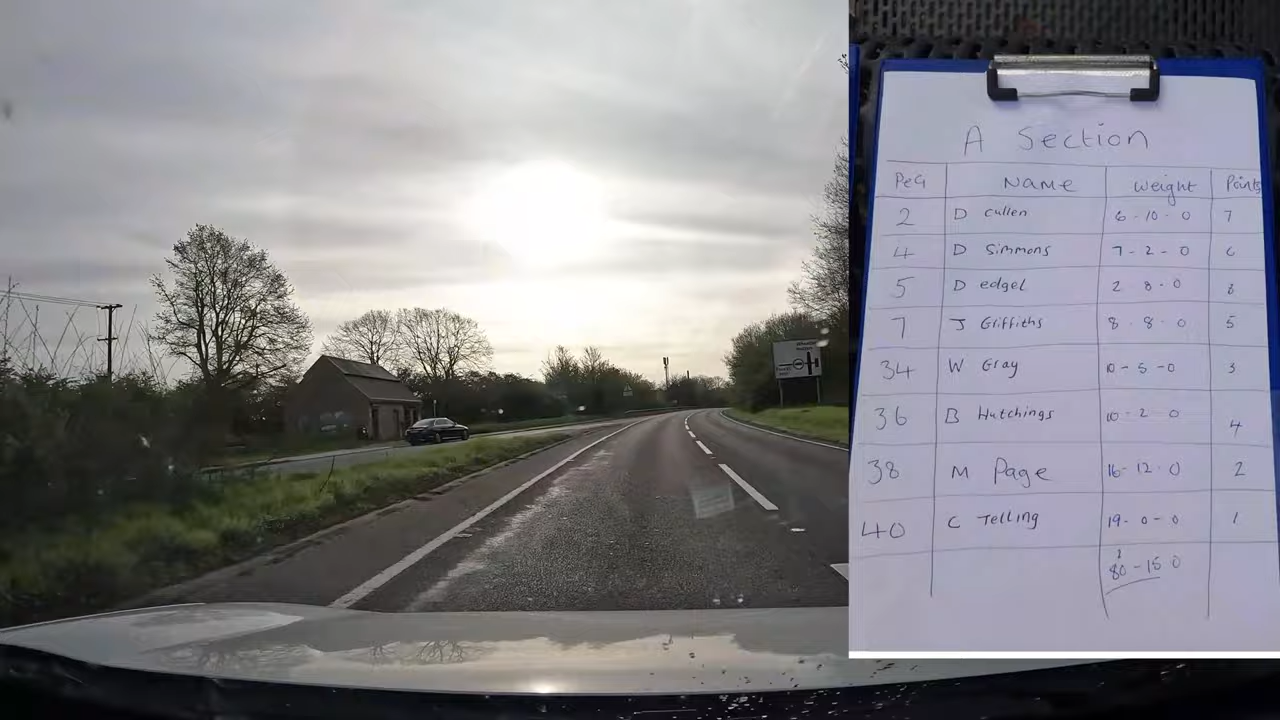 A Section
PeG Name Weight Points
2 D Cullen 6-10-0 7
4 D Simmons 7-2-0 6
5 D edgel 2 8-0 8
7 J Griffiths 8-8-0 5
34 W Gray 10-5-0 3
36 B Hutchings 10-2 0 4
38 M Page 16-12-0 2
40 C Telling 19-0-0 1
1
80-15 0